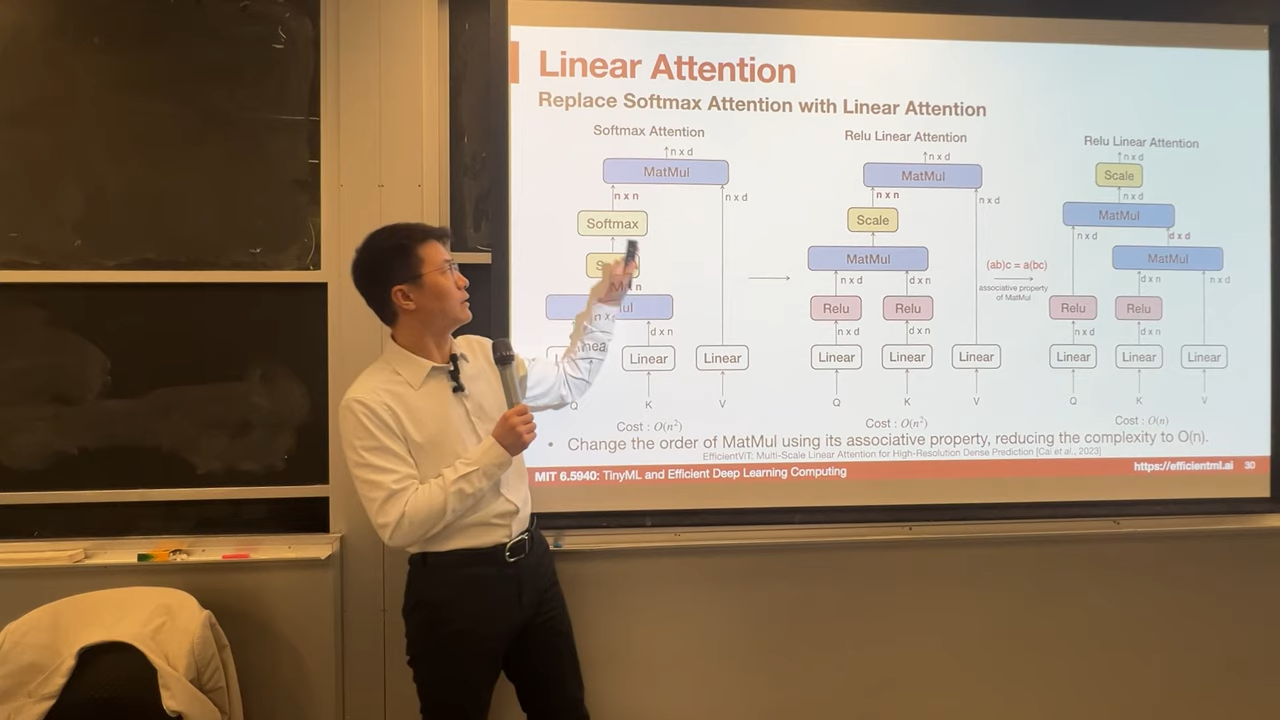 Linear Attention
Replace Softmax Attention with Linear Attention
Softmax Attention
n x d
MatMul
n x n
n x d
Softmax
d x n
Linear
Linear
Q
K
V
Cost : O(n²)
Relu Linear Attention
n x d
MatMul
n x n
n x d
Scale
MatMul
n x d
d x n
Relu
Relu
n x d
d x n
Linear
Linear
Linear
Q
K
V
Cost : O(n²)
(ab)c = a(bc)
associative property
of MatMul
Relu Linear Attention
n x d
Scale
n x d
MatMul
n x d
d x d
MatMul
d x n
n x d
Relu
Relu
n x d
d x n
Linear
Linear
Linear
Q
K
V
Cost : O(n)
• Change the order of MatMul using its associative property, reducing the complexity to O(n).
EfficientViT: Multi-Scale Linear Attention for High-Resolution Dense Prediction [Cai et al., 2023]
MIT 6.5940: TinyML and Efficient Deep Learning Computing
https://efficientml.ai 30